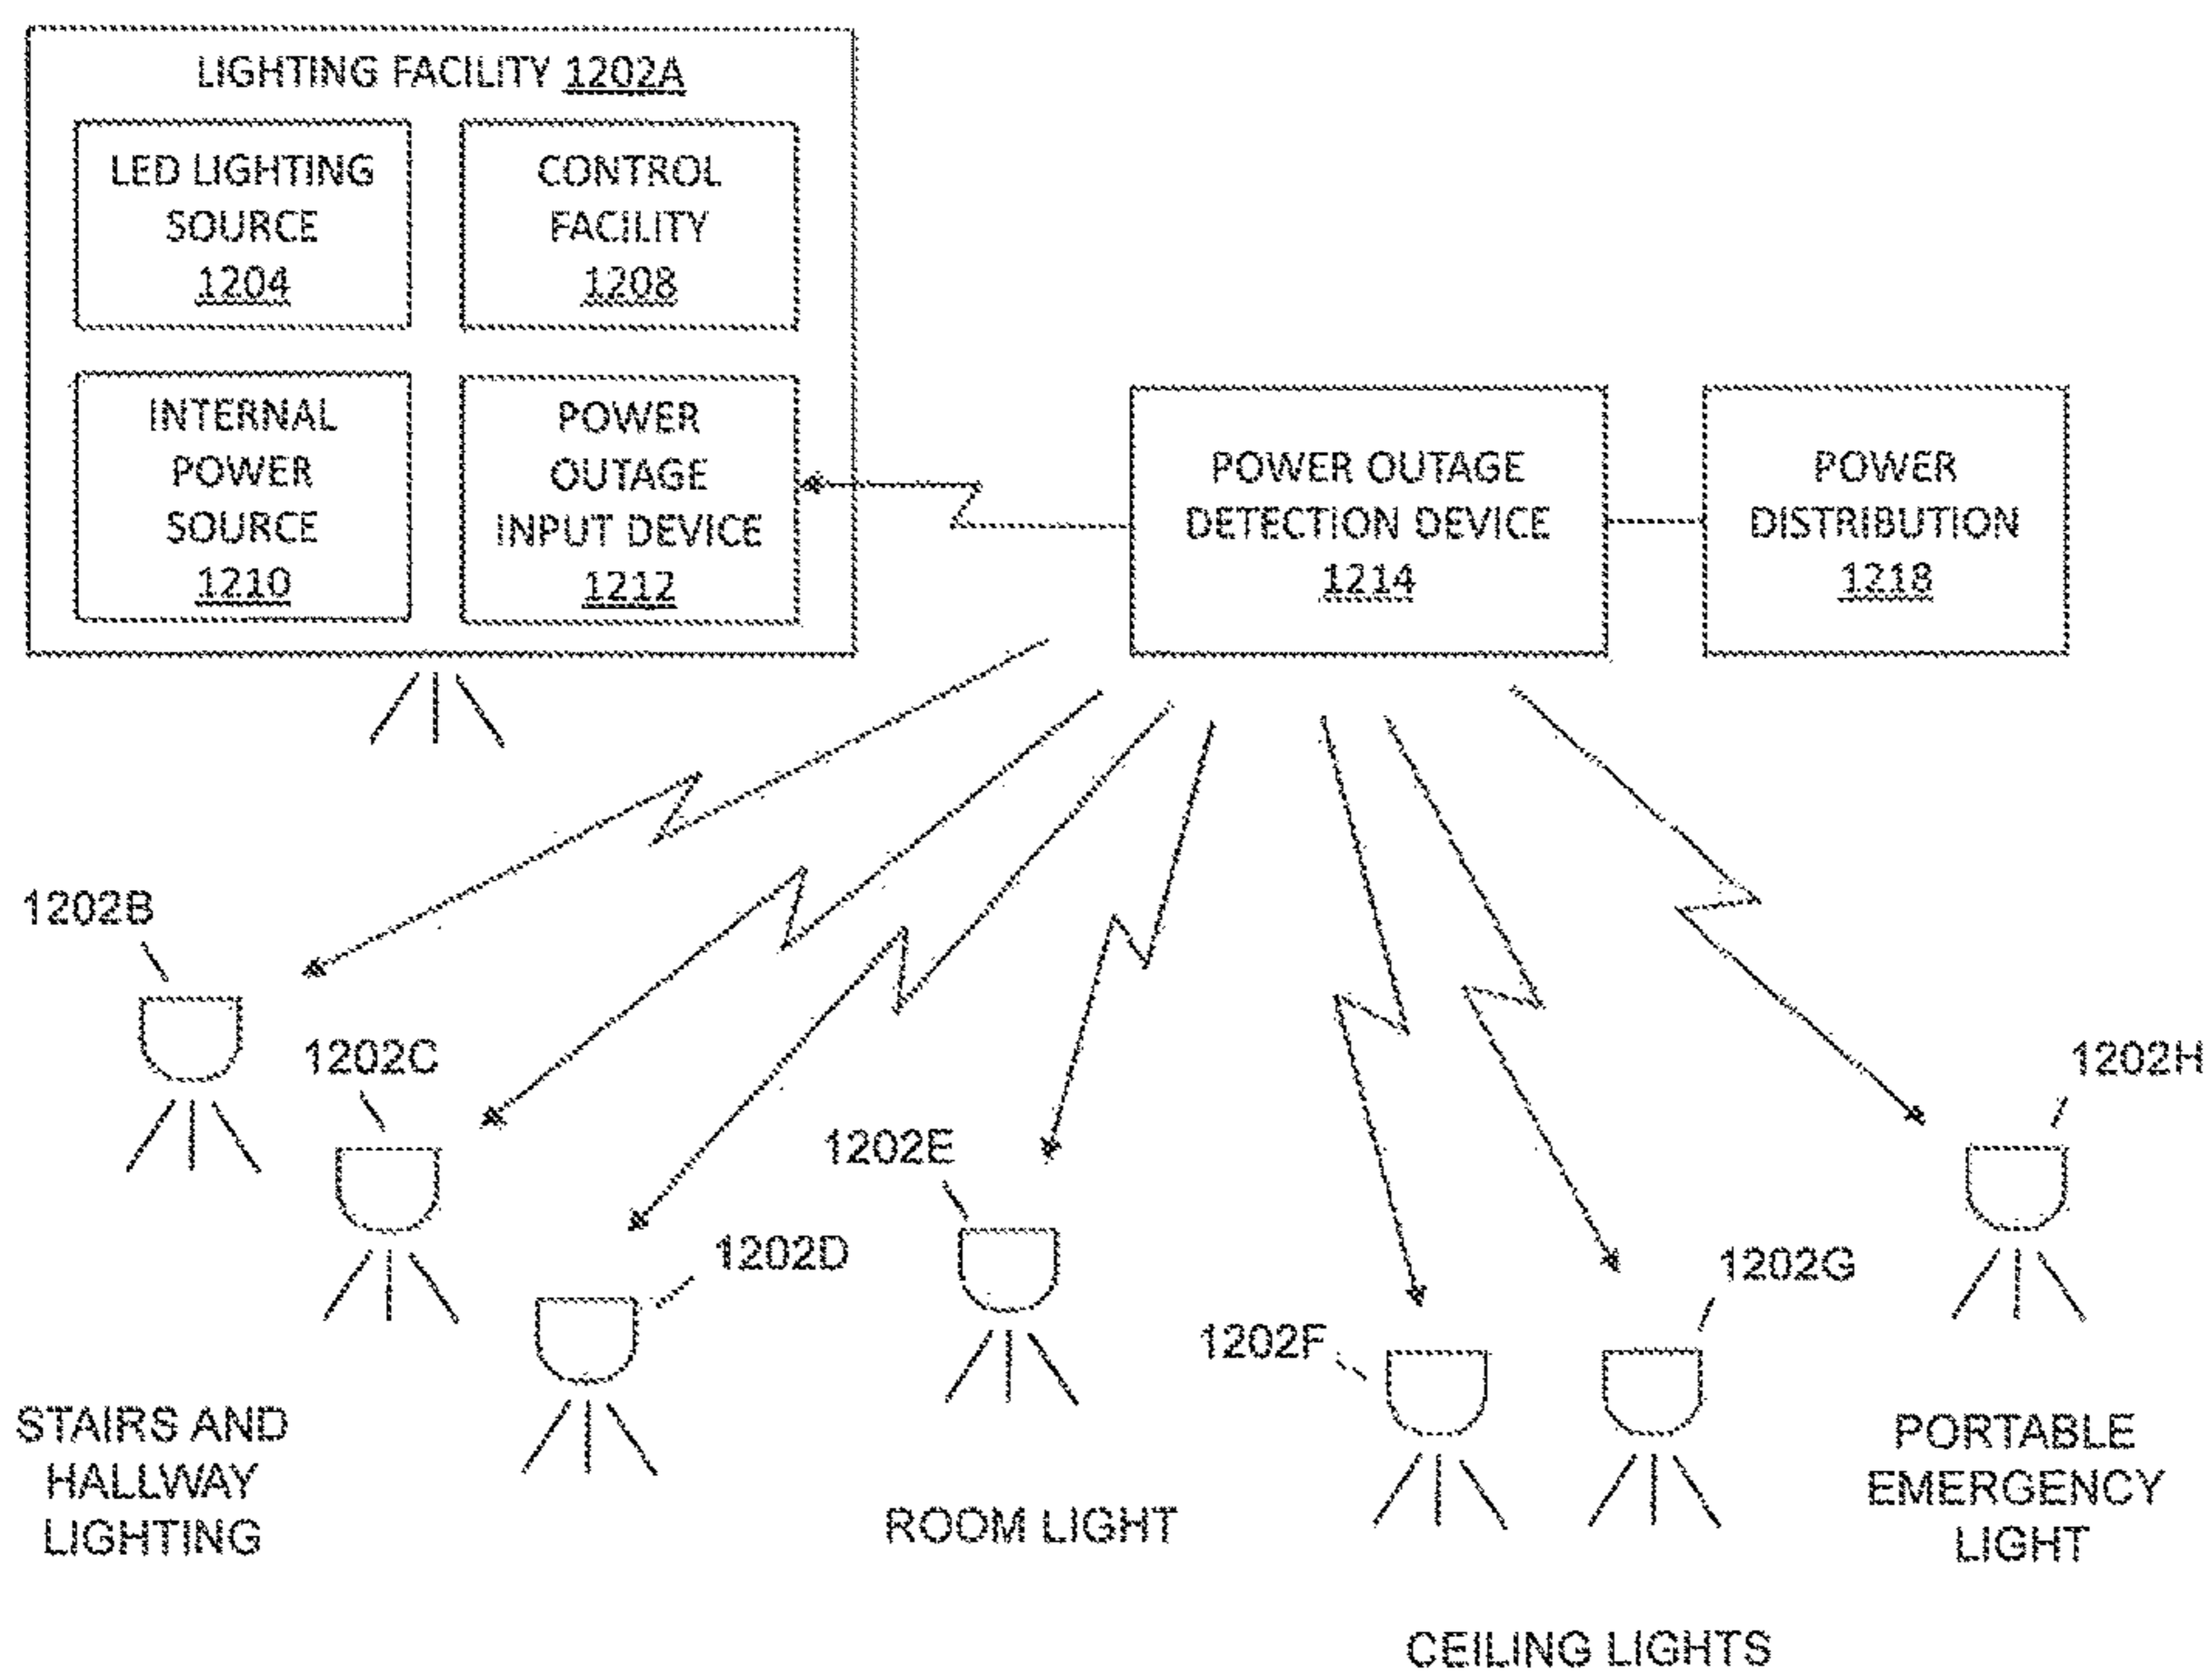 LIGHTING FACILITY 1202A
LED LIGHTING
SOURCE
1204
CONTROL
FACILITY
1208
INTERNAL
POWER
SOURCE
1210
POWER
OUTAGE
INPUT DEVICE
1212
POWER OUTAGE
DETECTION DEVICE
1214
POWER
DISTRIBUTION
1218
1202B
1202C
1202D
1202E
1202F
1202G
1202H
STAIRS AND
HALLWAY
LIGHTING
ROOM LIGHT
CEILING LIGHTS
PORTABLE
EMERGENCY
LIGHT